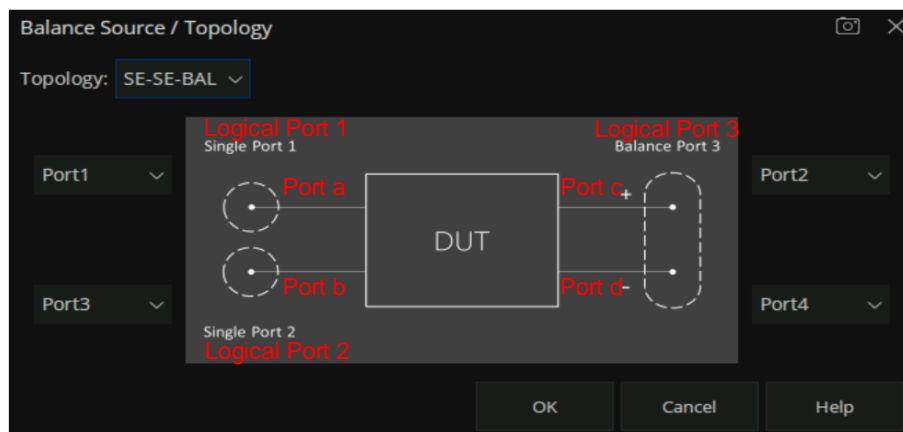 Balance Source / Topology
Topology: SE-SE-BAL
Logical Port 1
Single Port 1
Logical Port 3
Balance Port 3
Port1
Port a
Port c
+
Port2
DUT
Port3
Port b
Port d
-
Port4
Single Port 2
Logical Port 2
OK
Cancel
Help